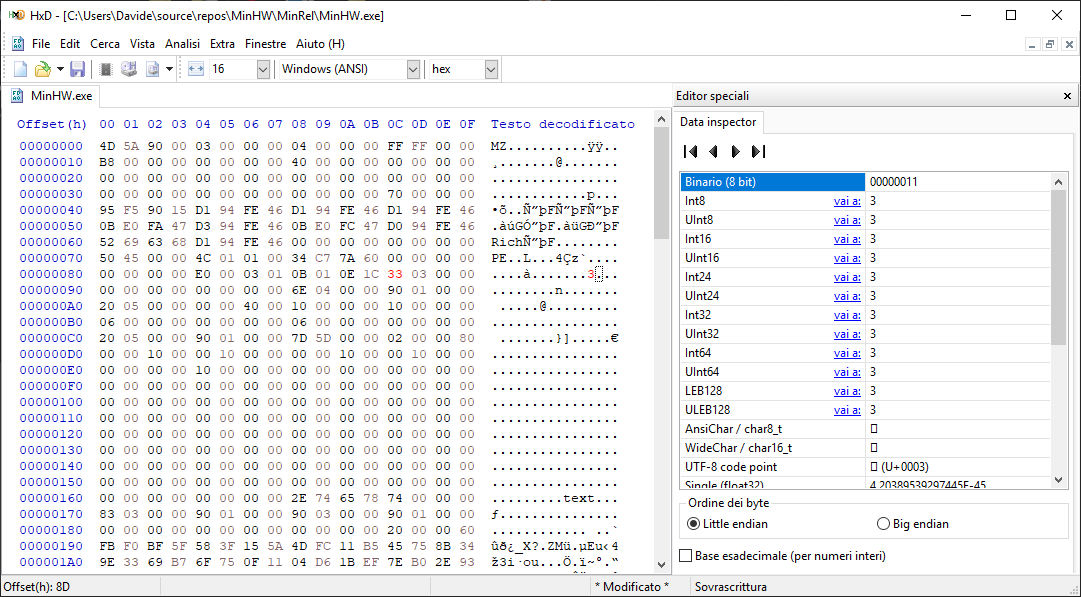 HxD - [C:\Users\Davide\source\repos\MinHW\MinRel\MinHW.exe]
File Edit Cerca Vista Analisi Extra Finestre Aiuto (H)
16 Windows (ANSI) hex
MinHW.exe
Offset(h) 00 01 02 03 04 05 06 07 08 09 0A 0B 0C 0D 0E 0F Testo decodificato
00000000 4D 5A 90 00 03 00 00 00 04 00 00 00 FF FF 00 00 MZ..........ÿÿ..
00000010 B8 00 00 00 00 00 00 00 40 00 00 00 00 00 00 00 ¸.......@.......
00000020 00 00 00 00 00 00 00 00 00 00 00 00 00 00 00 00 ................
00000030 00 00 00 00 00 00 00 00 00 00 00 00 70 00 00 00 ............p...
00000040 95 F5 90 15 D1 94 FE 46 D1 94 FE 46 D1 94 FE 46 •õ..Ñ”þFÑ”þFÑ”þF
00000050 0B E0 FA 47 D3 94 FE 46 0B E0 FC 47 D0 94 FE 46 .àúGÓ”þF.àüGÐ”þF
00000060 52 69 63 68 D1 94 FE 46 00 00 00 00 00 00 00 00 RichÑ”þF........
00000070 50 45 00 00 4C 01 01 00 34 C7 7A 60 00 00 00 00 PE..L...4Çz`....
00000080 00 00 00 00 E0 00 03 01 0B 01 0E 1C 33 03 00 00 ....à.......3...
00000090 00 00 00 00 00 00 00 00 6E 04 00 00 90 01 00 00 ........n.......
000000A0 20 05 00 00 00 00 40 00 10 00 00 00 10 00 00 00 .....@.........
000000B0 06 00 00 00 00 00 00 00 06 00 00 00 00 00 00 00 ................
000000C0 20 05 00 00 90 01 00 00 7D 5D 00 00 02 00 00 80 .......}].....€
000000D0 00 00 10 00 00 10 00 00 00 00 10 00 00 10 00 00 ................
000000E0 00 00 00 00 10 00 00 00 00 00 00 00 00 00 00 00 ................
000000F0 00 00 00 00 00 00 00 00 00 00 00 00 00 00 00 00 ................
00000100 00 00 00 00 00 00 00 00 00 00 00 00 00 00 00 00 ................
00000110 00 00 00 00 00 00 00 00 00 00 00 00 00 00 00 00 ................
00000120 00 00 00 00 00 00 00 00 00 00 00 00 00 00 00 00 ................
00000130 00 00 00 00 00 00 00 00 00 00 00 00 00 00 00 00 ................
00000140 00 00 00 00 00 00 00 00 00 00 00 00 00 00 00 00 ................
00000150 00 00 00 00 00 00 00 00 00 00 00 00 00 00 00 00 ................
00000160 00 00 00 00 00 00 00 00 2E 74 65 78 74 00 00 00 .........text...
00000170 83 03 00 00 90 01 00 00 90 03 00 00 90 01 00 00 ƒ...............
00000180 00 00 00 00 00 00 00 00 00 00 00 00 20 00 00 60 ............ ..`
00000190 FB F0 BF 5F 58 3F 15 5A 4D FC 11 B5 45 75 8B 34 ûð¿_X?.ZMü.µEu‹4
000001A0 9E 33 69 B7 6F 75 0F 11 04 D6 1B EF 7E B0 2E 93 ž3i·ou...Ö.ï~°.“
Editor speciali
Data inspector
Binario (8 bit) 00000011
Int8 vai a: 3
UInt8 vai a: 3
Int16 vai a: 3
UInt16 vai a: 3
Int24 vai a: 3
UInt24 vai a: 3
Int32 vai a: 3
UInt32 vai a: 3
Int64 vai a: 3
UInt64 vai a: 3
LEB128 vai a: 3
ULEB128 vai a: 3
AnsiChar / char8_t
WideChar / char16_t
UTF-8 code point (U+0003)
Single (float32) 4,20389539297445E-45
Ordine dei byte
Little endian Big endian
Base esadecimale (per numeri interi)
Offset(h): 8D * Modificato * Sovrascrittura